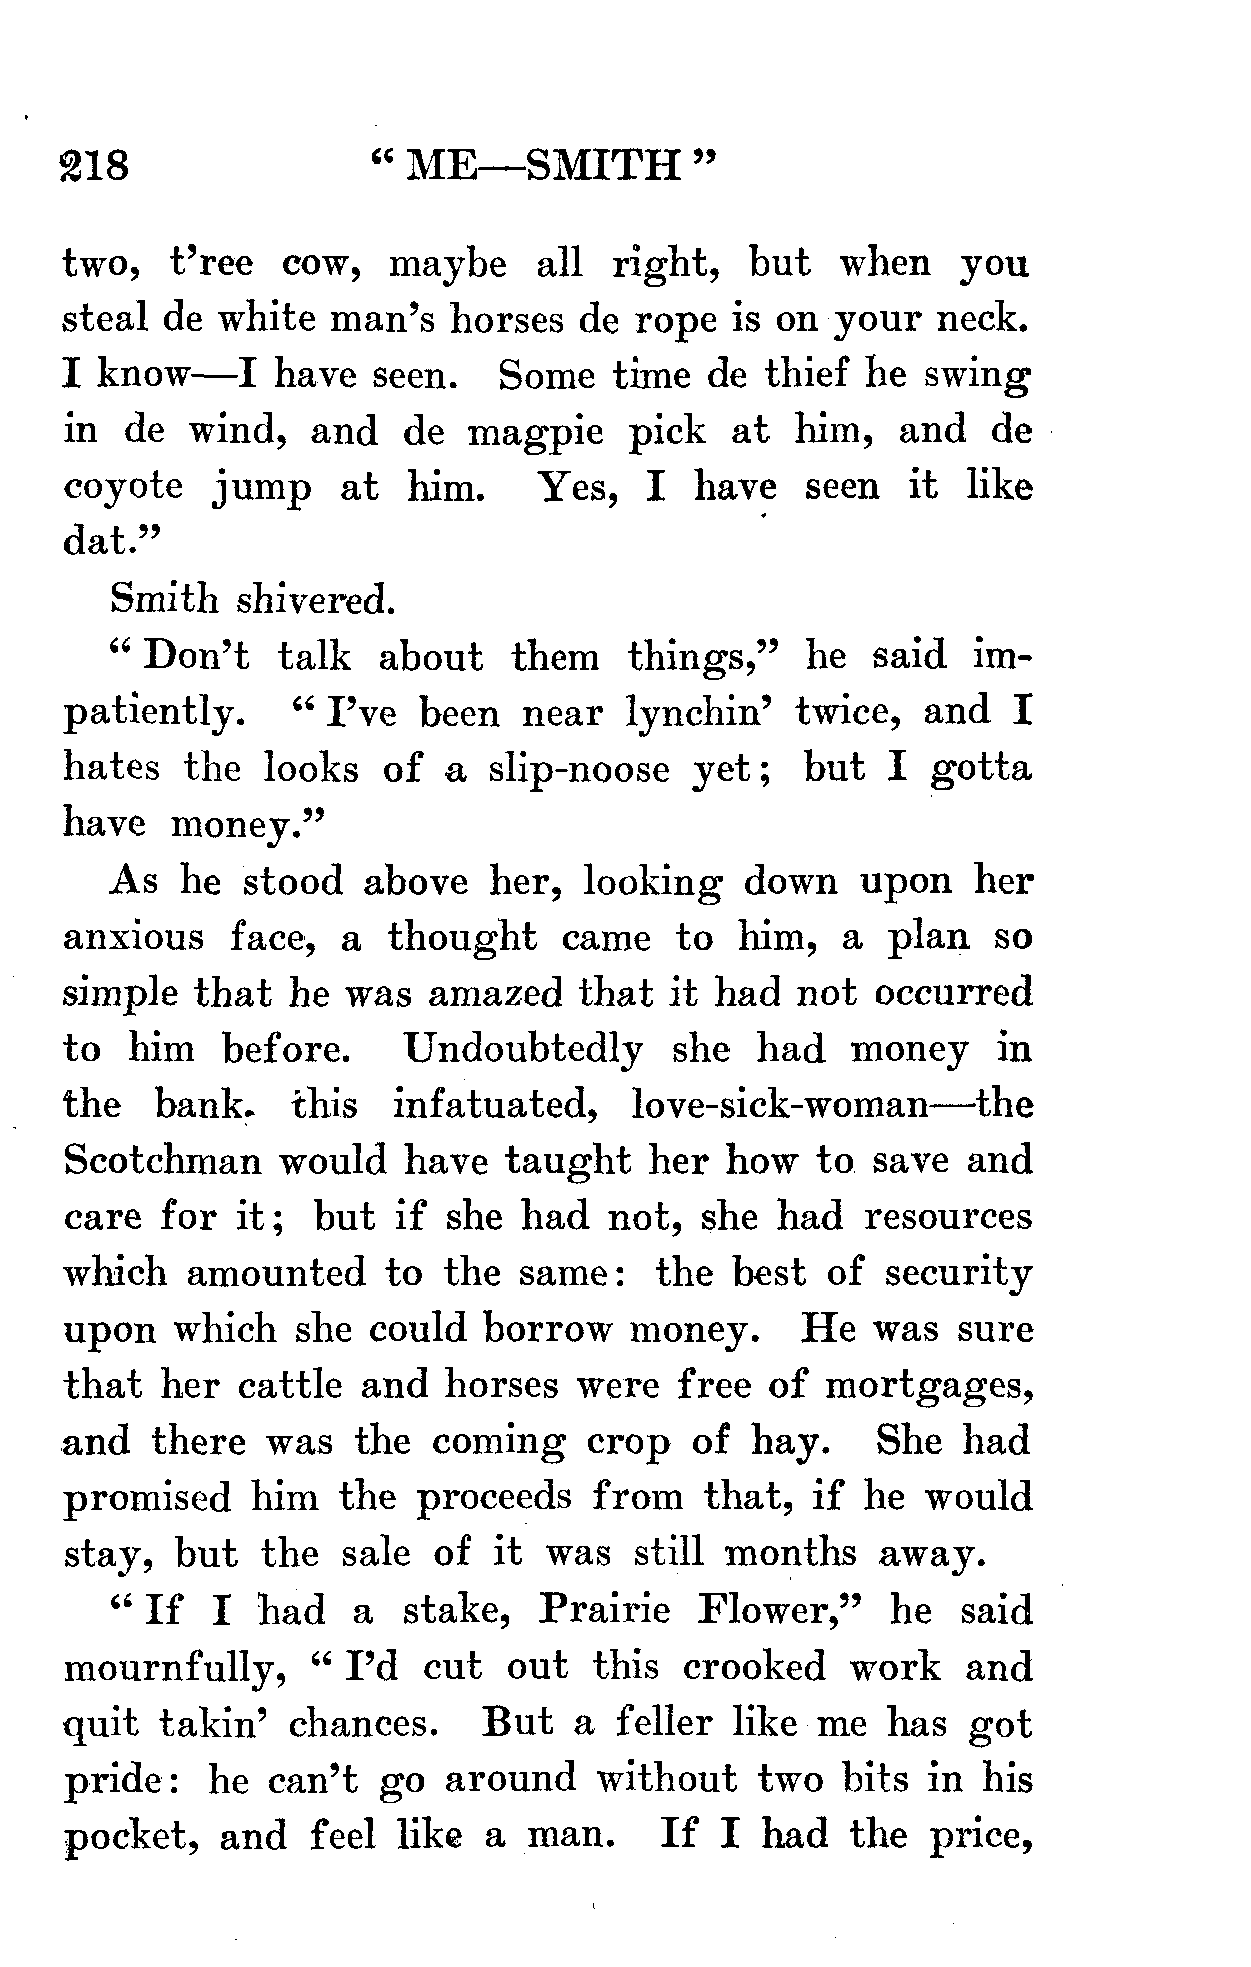 218 “ ME—SMITH ”
two, t’ree cow, maybe all right, but when you
steal de white man’s horses de rope is on your neck.
I know—I have seen. Some time de thief he swing
in de wind, and de magpie pick at him, and de
coyote jump at him. Yes, I have seen it like
dat.”
Smith shivered.
“ Don’t talk about them things,” he said im-
patiently. “ I’ve been near lynchin’ twice, and I
hates the looks of a slip-noose yet; but I gotta
have money.”
As he stood above her, looking down upon her
anxious face, a thought came to him, a plan so
simple that he was amazed that it had not occurred
to him before. Undoubtedly she had money in
the bank. this infatuated, love-sick-woman—the
Scotchman would have taught her how to save and
care for it; but if she had not, she had resources
which amounted to the same: the best of security
upon which she could borrow money. He was sure
that her cattle and horses were free of mortgages,
and there was the coming crop of hay. She had
promised him the proceeds from that, if he would
stay, but the sale of it was still months away.
“ If I had a stake, Prairie Flower,” he said
mournfully, “ I’d cut out this crooked work and
quit takin’ chances. But a feller like me has got
pride: he can’t go around without two bits in his
pocket, and feel like a man. If I had the price,